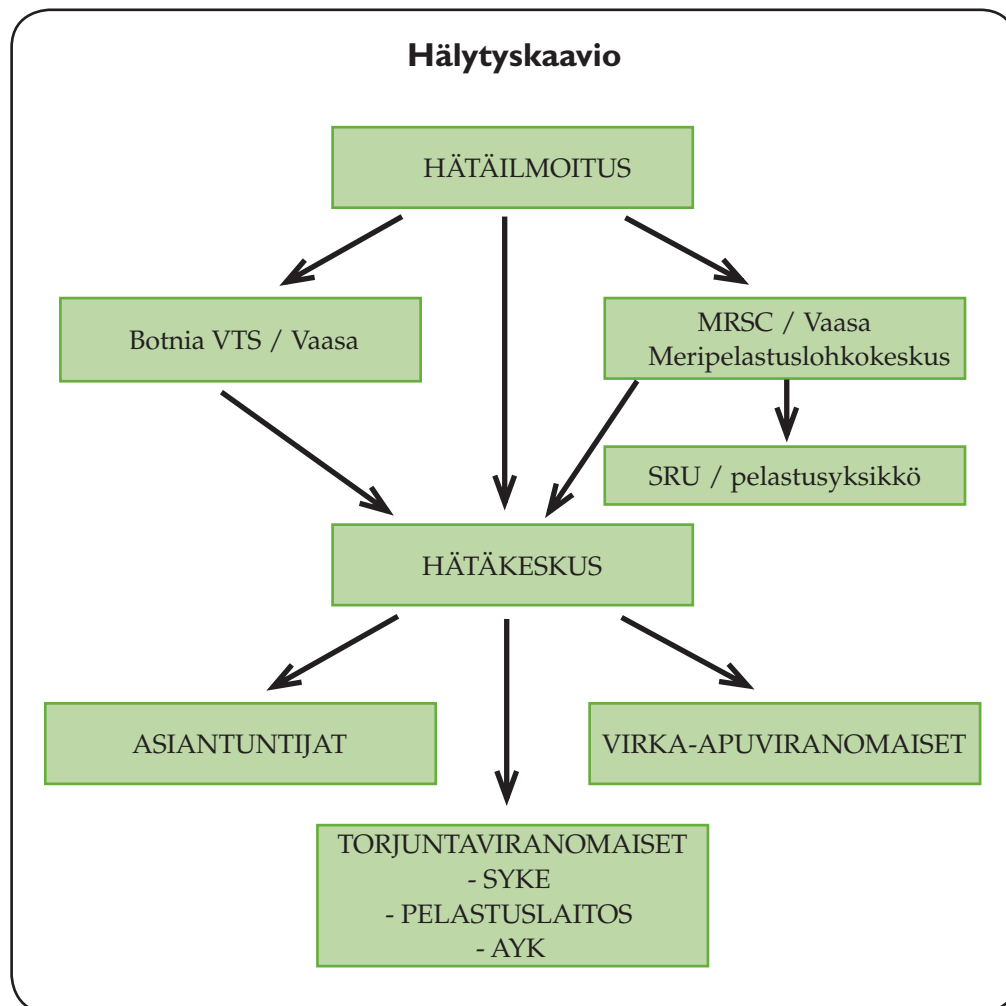 Hälytyskaavio
HÄTÄILMOITUS
Botnia VTS / Vaasa
MRSC / Vaasa
Meripelastuslohkokeskus
SRU / pelastusyksikkö
HÄTÄKESKUS
ASIANTUNTIJAT
VIRKA-APUVIRANOMAISET
TORJUNTAVIRANOMAISET
- SYKE
- PELASTUSLAITOS
- AYK